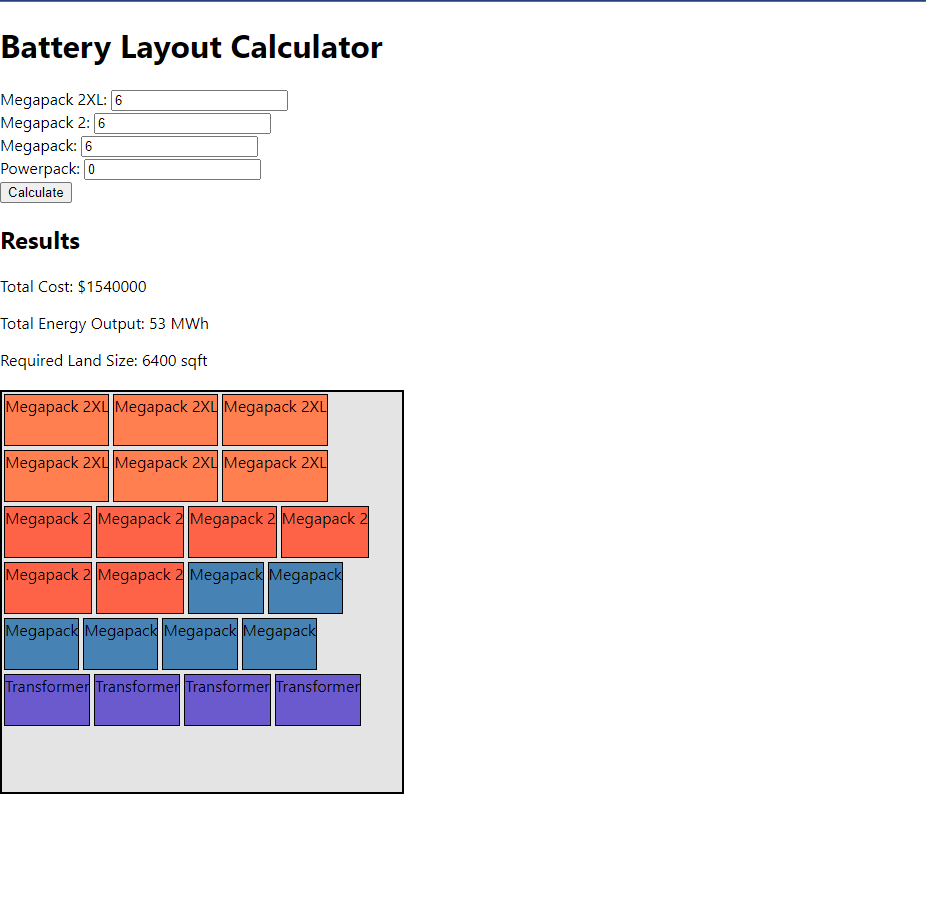 Battery Layout Calculator
Megapack 2XL: 6
Megapack 2: 6
Megapack: 6
Powerpack: 0
Calculate
Results
Total Cost: $1540000
Total Energy Output: 53 MWh
Required Land Size: 6400 sqft
Megapack 2XL Megapack 2XL Megapack 2XL
Megapack 2XL Megapack 2XL Megapack 2XL
Megapack 2 Megapack 2 Megapack 2 Megapack 2
Megapack 2 Megapack 2 Megapack Megapack
Megapack Megapack Megapack Megapack
Transformer Transformer Transformer Transformer